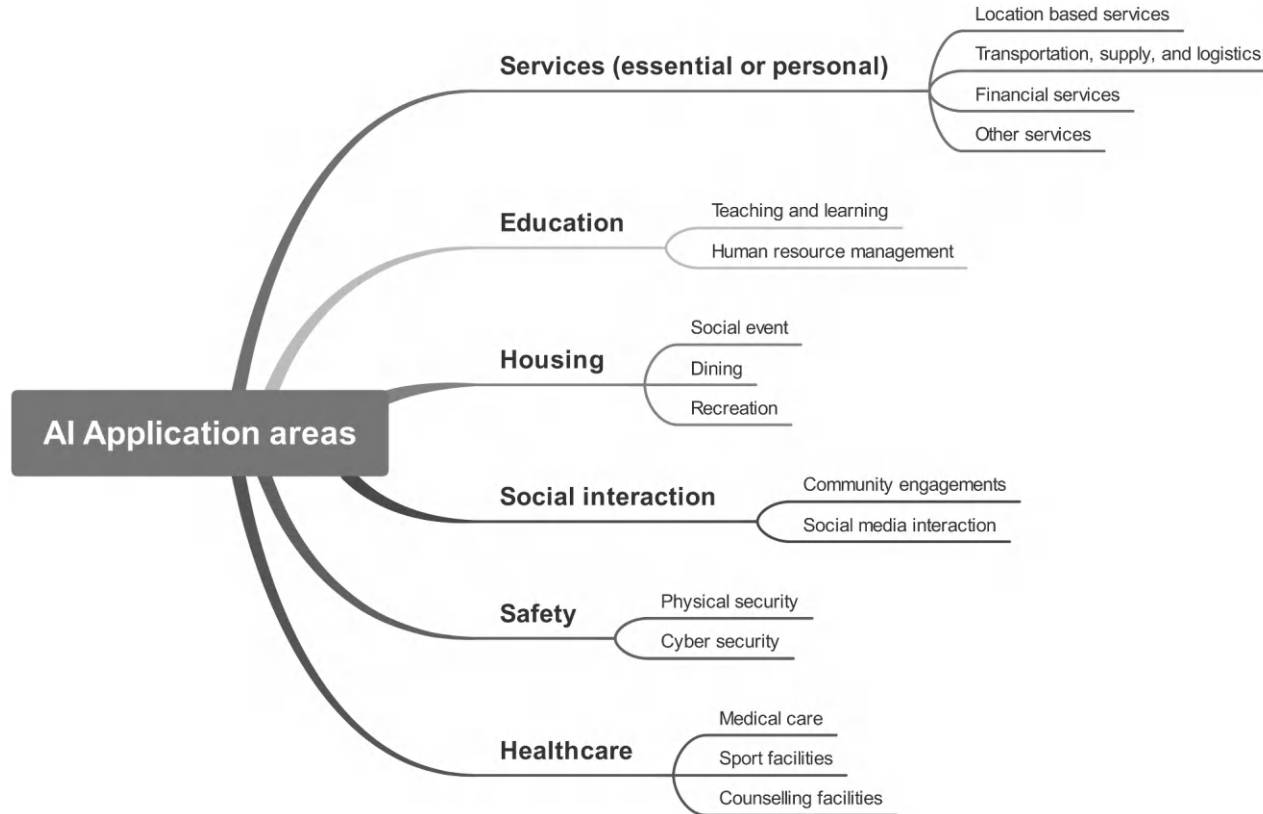 AI Application areas
Services (essential or personal)
Location based services
Transportation, supply, and logistics
Financial services
Other services
Education
Teaching and learning
Human resource management
Housing
Social event
Dining
Recreation
Social interaction
Community engagements
Social media interaction
Safety
Physical security
Cyber security
Healthcare
Medical care
Sport facilities
Counselling facilities